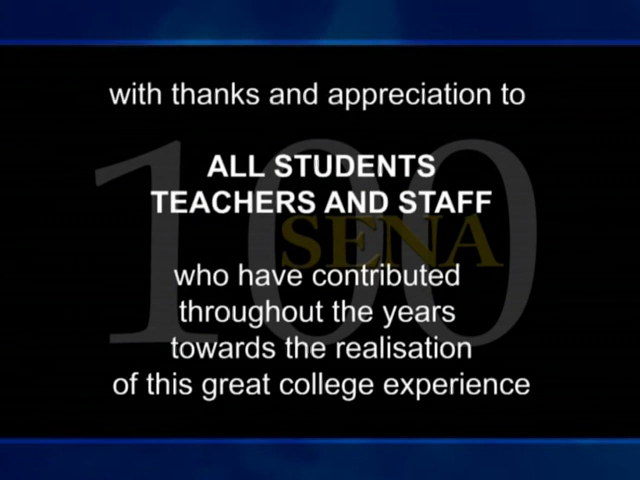 with thanks and appreciation to
ALL STUDENTS
TEACHERS AND STAFF
100
SENA
who have contributed
throughout the years
towards the realisation
of this great college experience